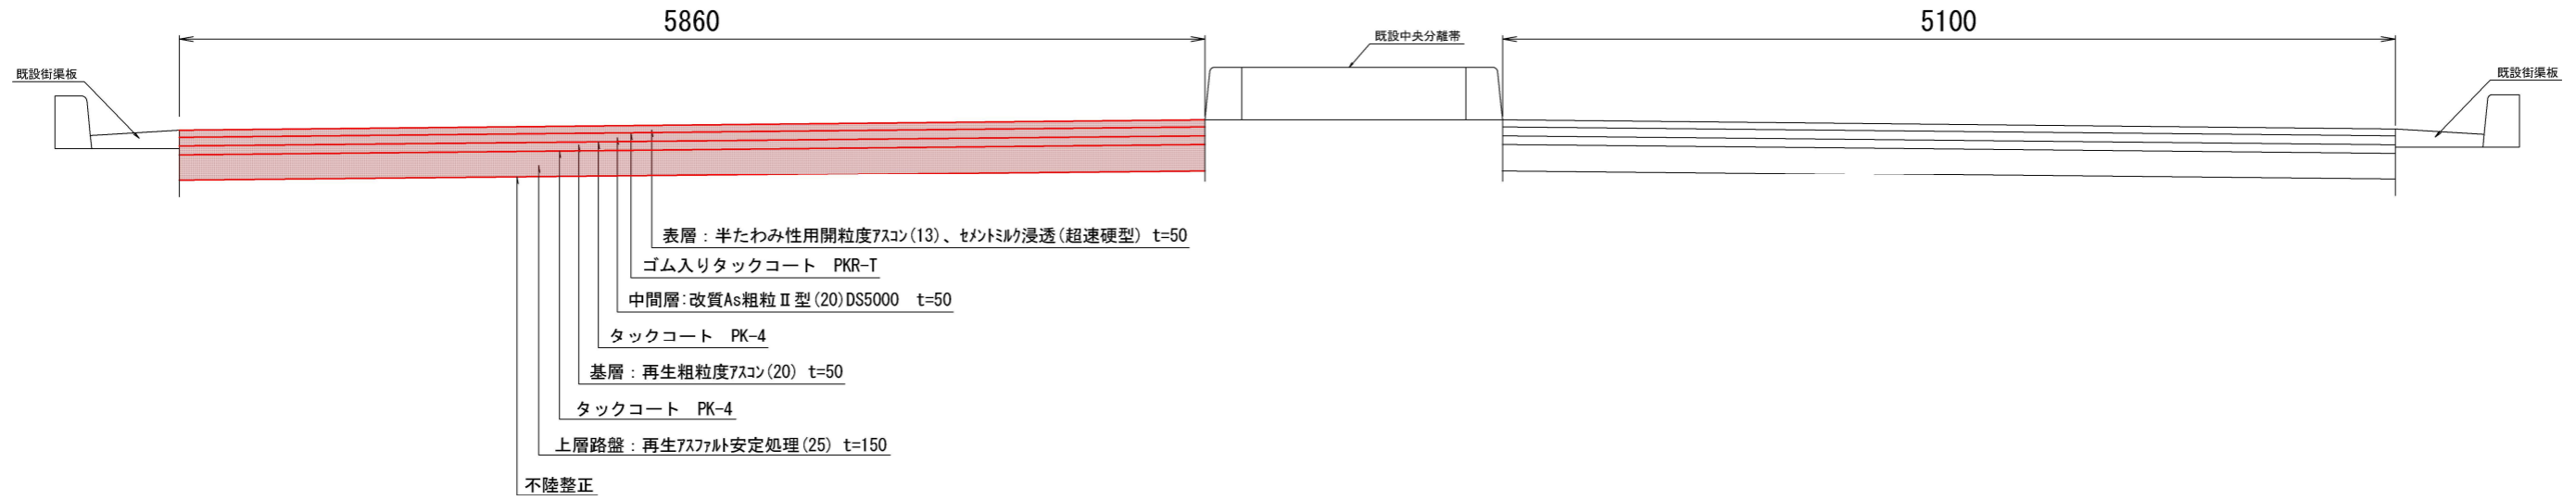 5860
5100
既設中央分離帯
既設街渠板
既設街渠板
表層：半たわみ性用開粒度ｱｽｺﾝ(13)、ｾﾒﾝﾄﾐﾙｸ浸透(超速硬型) t=50
ゴム入りタックコート　PKR-T
中間層:改質As粗粒Ⅱ型(20)DS5000　t=50
タックコート　PK-4
基層：再生粗粒度ｱｽｺﾝ(20) t=50
タックコート　PK-4
上層路盤：再生ｱｽﾌｧﾙﾄ安定処理(25) t=150
不陸整正